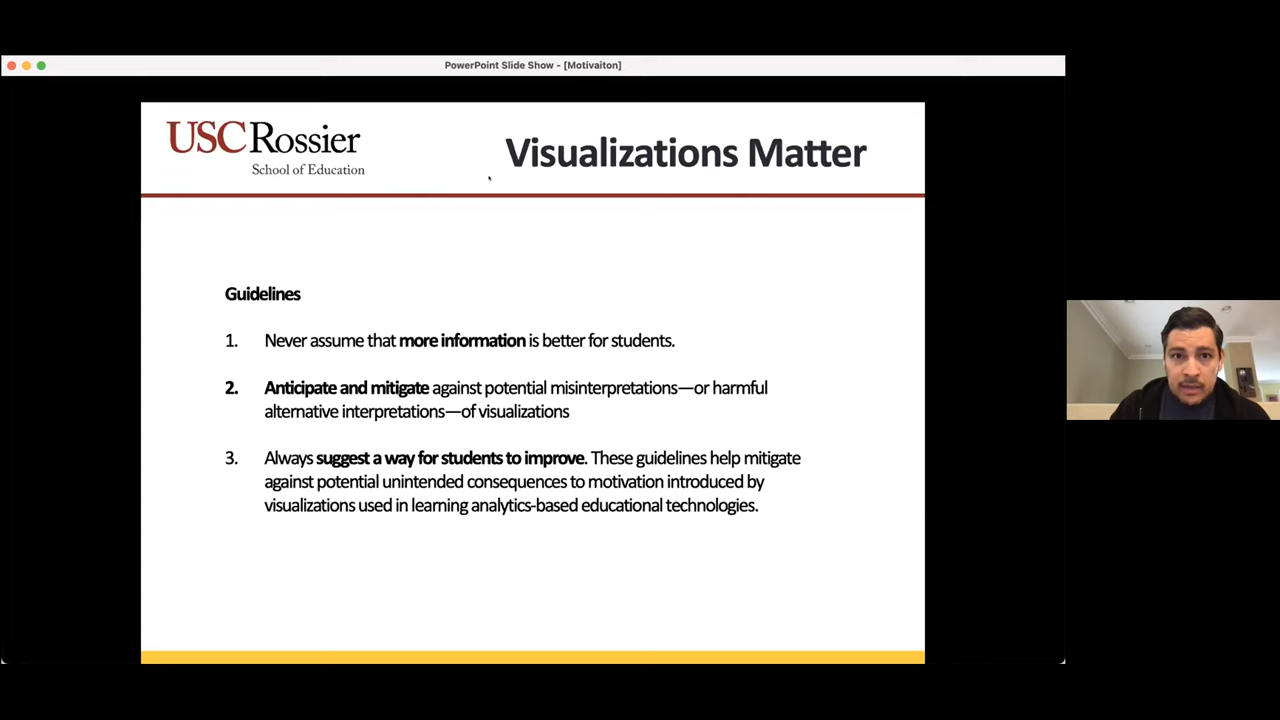 PowerPoint Slide Show - [Motivaiton]
USC Rossier
School of Education
Visualizations Matter
Guidelines
1. Never assume that more information is better for students.
2. Anticipate and mitigate against potential misinterpretations—or harmful
alternative interpretations—of visualizations
3. Always suggest a way for students to improve. These guidelines help mitigate
against potential unintended consequences to motivation introduced by
visualizations used in learning analytics-based educational technologies.